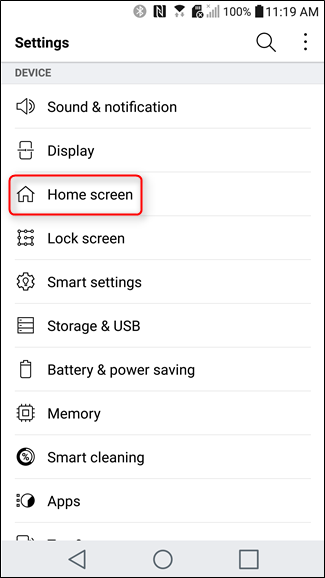 100% 11:19 AM
Settings
DEVICE
Sound & notification
Display
Home screen
Lock screen
Smart settings
Storage & USB
Battery & power saving
Memory
Smart cleaning
Apps